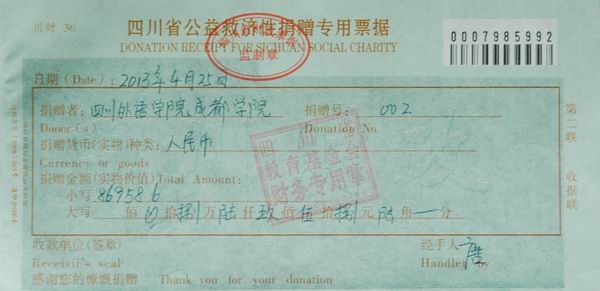 川财 36
四川省公益救济性捐赠专用票据
DONATION RECEIPT FOR SICHUAN SOCIAL CHARITY
监制章
0007985992
日期(Date): 2013年4月25日
捐赠者: 四川外语学院成都学院 捐赠号: 002
Donor(s) Donation No.
捐赠货币(实物)种类: 人民币
Currency or goods
捐赠金额(实物价值)Total Amount:
小写 86958.6
大写 佰 拾捌万陆仟玖佰伍拾捌元陆角一分
四川
教育基金会
财务专用章
收款单位(签章) 经手人
Receivir's seal Handler by
感谢您的慷慨捐赠 Thank you for your generous donation
第二联 收据联